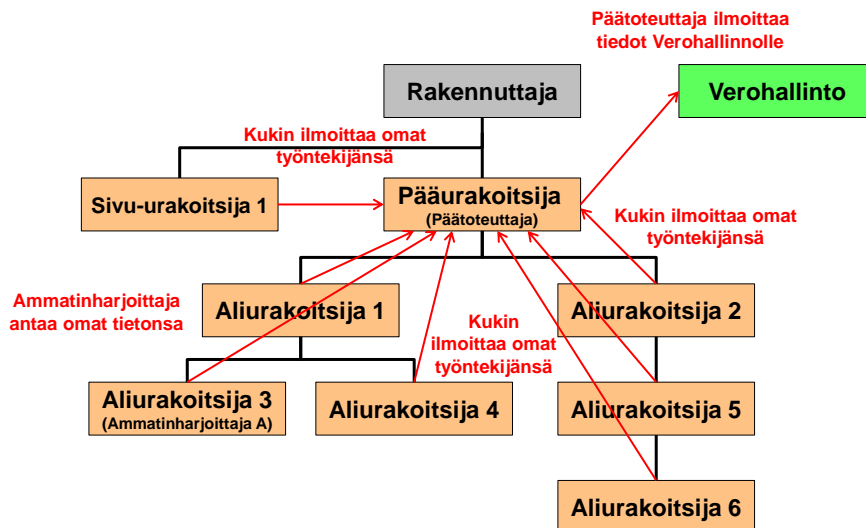 Päätoteuttaja ilmoittaa
tiedot Verohallinnolle
Rakennuttaja
Verohallinto
Kukin ilmoittaa omat
työntekijänsä
Sivu-urakoitsija 1
Pääurakoitsija
(Päätoteuttaja)
Kukin ilmoittaa omat
työntekijänsä
Ammatinharjoittaja
antaa omat tietonsa
Aliurakoitsija 1
Kukin
ilmoittaa omat
työntekijänsä
Aliurakoitsija 2
Aliurakoitsija 3
(Ammatinharjoittaja A)
Aliurakoitsija 4
Aliurakoitsija 5
Aliurakoitsija 6